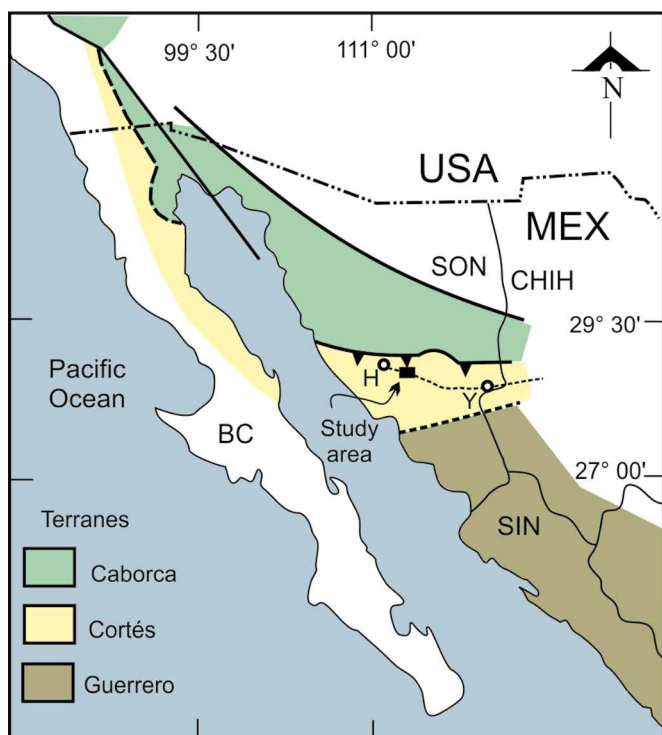 99° 30'
111° 00'
N
USA
MEX
SON
CHIH
29° 30'
Pacific
Ocean
H
Y
Study
area
BC
27° 00'
SIN
Terranes
Caborca
Cortés
Guerrero